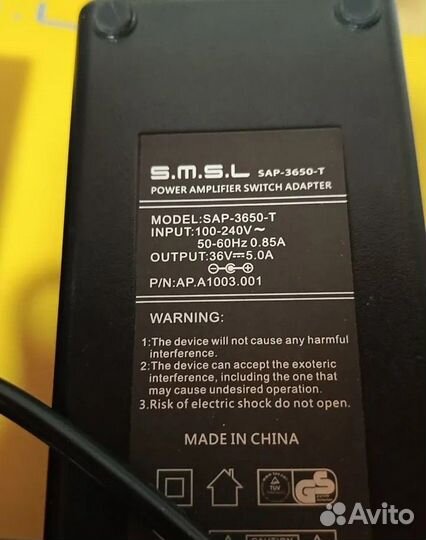 S.M.S.L SAP-3650-T
POWER AMPLIFIER SWITCH ADAPTER
MODEL:SAP-3650-T
INPUT:100-240V~
50-60Hz 0.85A
OUTPUT:36V⎓5.0A
P/N:AP.A1003.001
WARNING:
1:The device will not cause any harmful
interference.
2:The device can accept the exoteric
interference, including the one that
may cause undesired operation.
3.Risk of electric shock do not open.
MADE IN CHINA
TUV GS
CAUTION
Avito